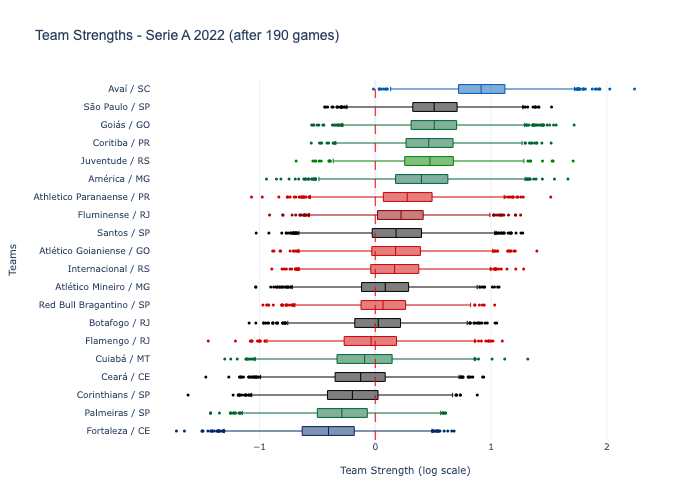 Team Strengths - Serie A 2022 (after 190 games)
Avaí / SC
São Paulo / SP
Goiás / GO
Coritiba / PR
Juventude / RS
América / MG
Athletico Paranaense / PR
Fluminense / RJ
Santos / SP
Atlético Goianiense / GO
Internacional / RS
Atlético Mineiro / MG
Red Bull Bragantino / SP
Botafogo / RJ
Flamengo / RJ
Cuiabá / MT
Ceará / CE
Corinthians / SP
Palmeiras / SP
Fortaleza / CE
Teams
−1 0 1 2
Team Strength (log scale)